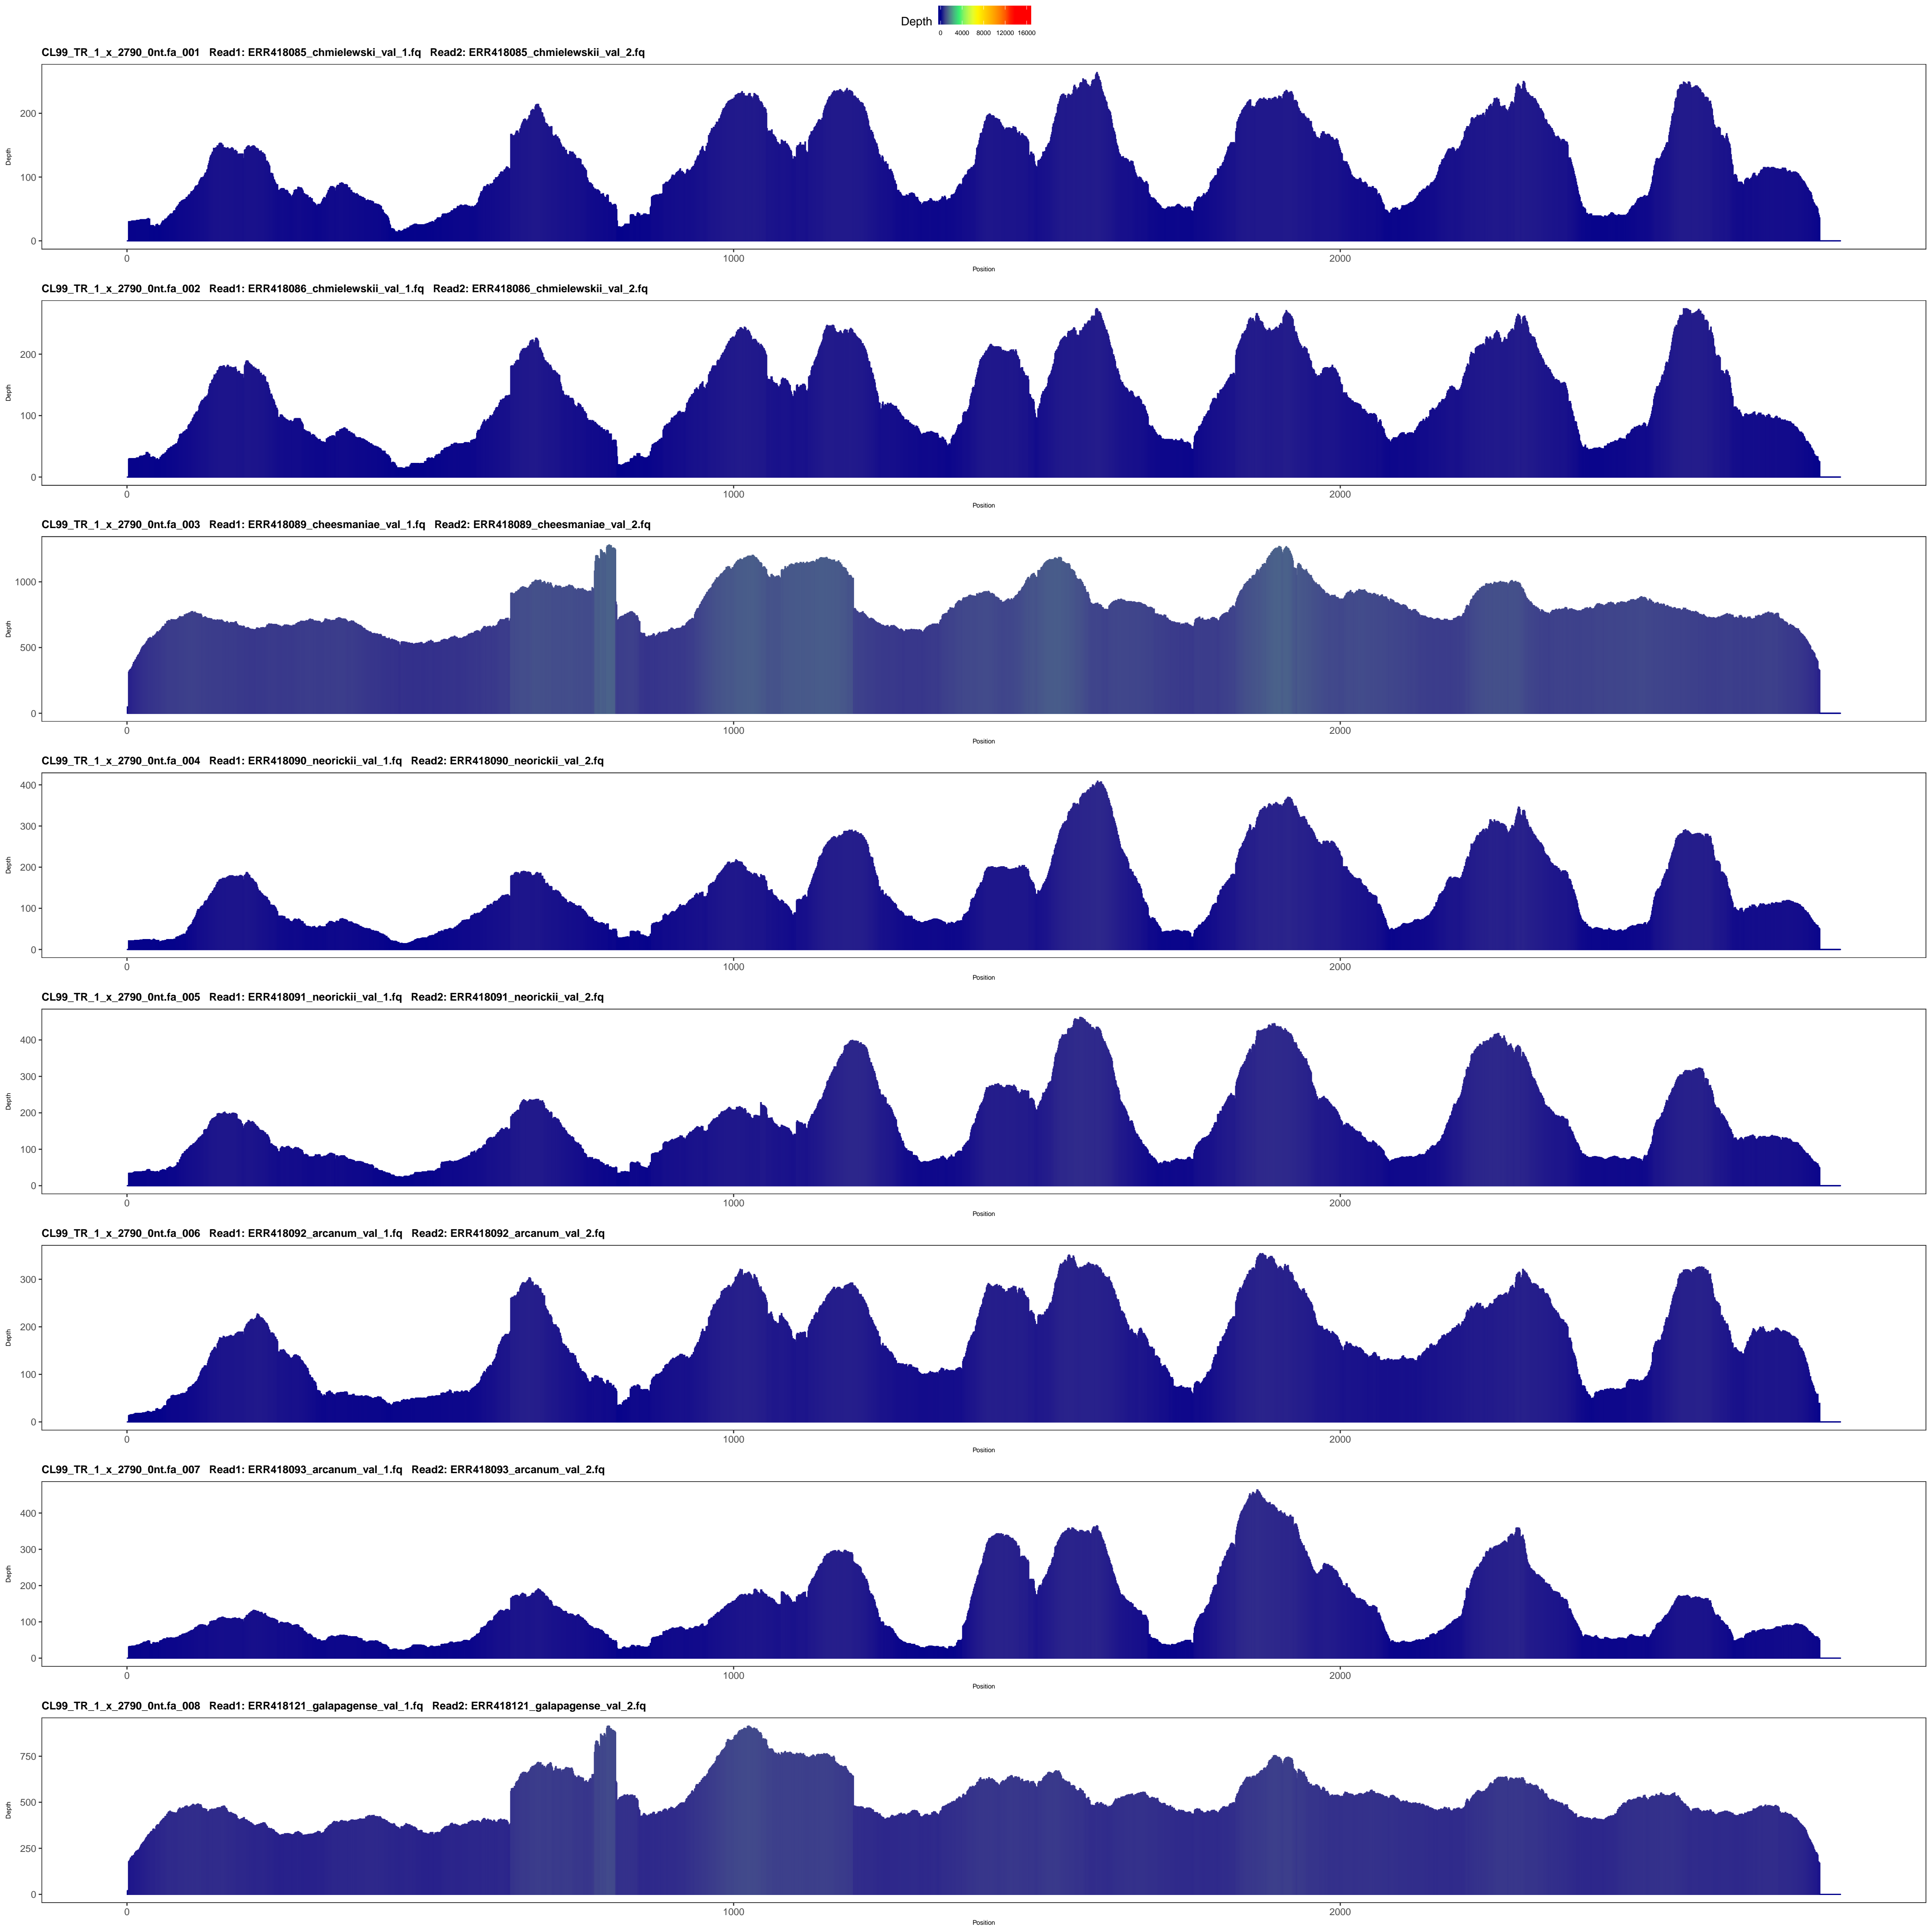 Depth
0 4000 8000 12000 16000
CL99_TR_1_x_2790_0nt.fa_001 Read1: ERR418085_chmielewski_val_1.fq Read2: ERR418085_chmielewskii_val_2.fq
Depth
200
100
0
0 1000 2000
Position
CL99_TR_1_x_2790_0nt.fa_002 Read1: ERR418086_chmielewskii_val_1.fq Read2: ERR418086_chmielewskii_val_2.fq
Depth
200
100
0
0 1000 2000
Position
CL99_TR_1_x_2790_0nt.fa_003 Read1: ERR418089_cheesmaniae_val_1.fq Read2: ERR418089_cheesmaniae_val_2.fq
Depth
1000
500
0
0 1000 2000
Position
CL99_TR_1_x_2790_0nt.fa_004 Read1: ERR418090_neorickii_val_1.fq Read2: ERR418090_neorickii_val_2.fq
Depth
400
300
200
100
0
0 1000 2000
Position
CL99_TR_1_x_2790_0nt.fa_005 Read1: ERR418091_neorickii_val_1.fq Read2: ERR418091_neorickii_val_2.fq
Depth
400
300
200
100
0
0 1000 2000
Position
CL99_TR_1_x_2790_0nt.fa_006 Read1: ERR418092_arcanum_val_1.fq Read2: ERR418092_arcanum_val_2.fq
Depth
300
200
100
0
0 1000 2000
Position
CL99_TR_1_x_2790_0nt.fa_007 Read1: ERR418093_arcanum_val_1.fq Read2: ERR418093_arcanum_val_2.fq
Depth
400
300
200
100
0
0 1000 2000
Position
CL99_TR_1_x_2790_0nt.fa_008 Read1: ERR418121_galapagense_val_1.fq Read2: ERR418121_galapagense_val_2.fq
Depth
750
500
250
0
0 1000 2000
Position